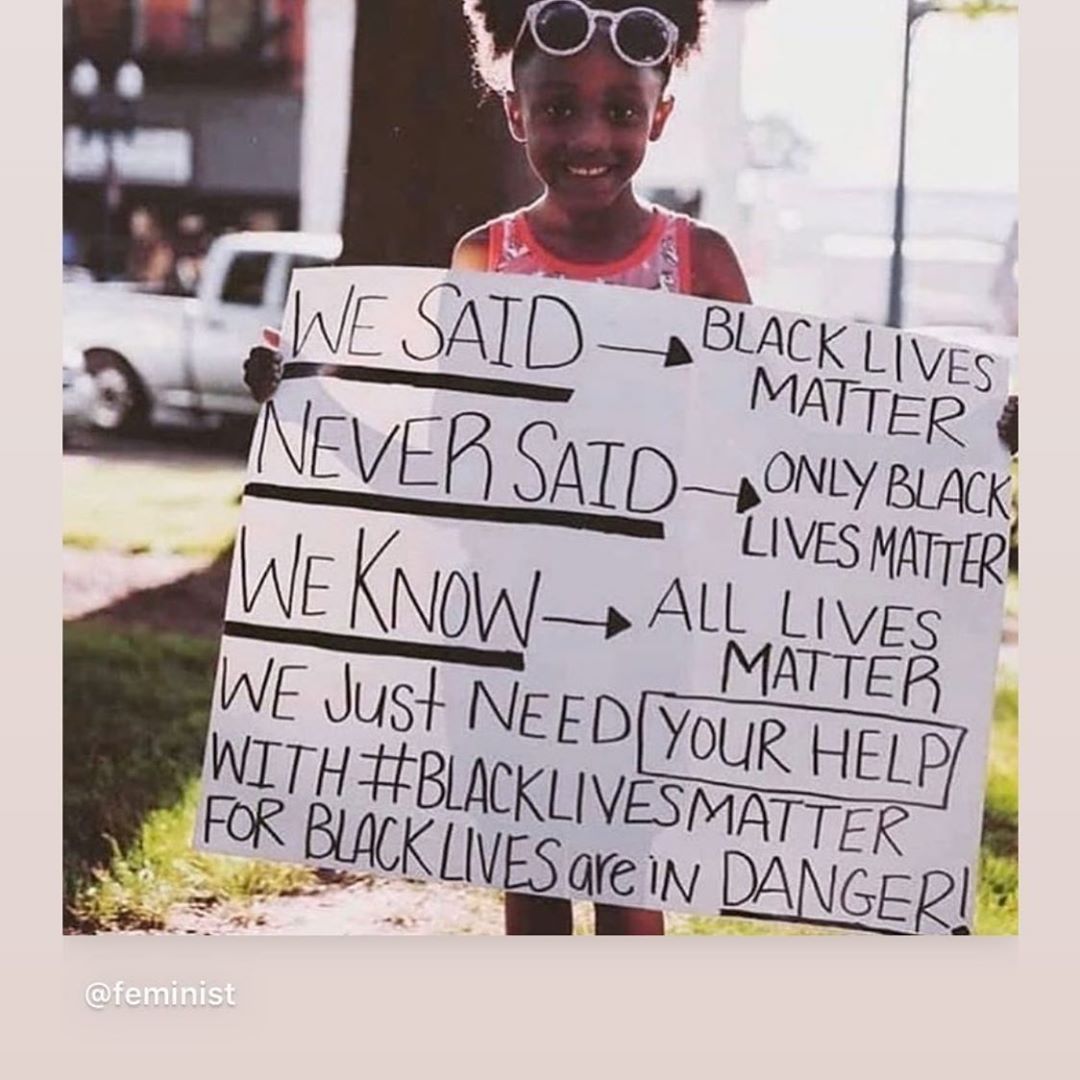 WE SAID → BLACK LIVES
MATTER
NEVER SAID → ONLY BLACK
LIVES MATTER
WE KNOW → ALL LIVES
MATTER
WE JUSt NEED YOUR HELP
WITH #BLACKLIVESMATTER
FOR BLACK LIVES are iN DANGER!
@feminist